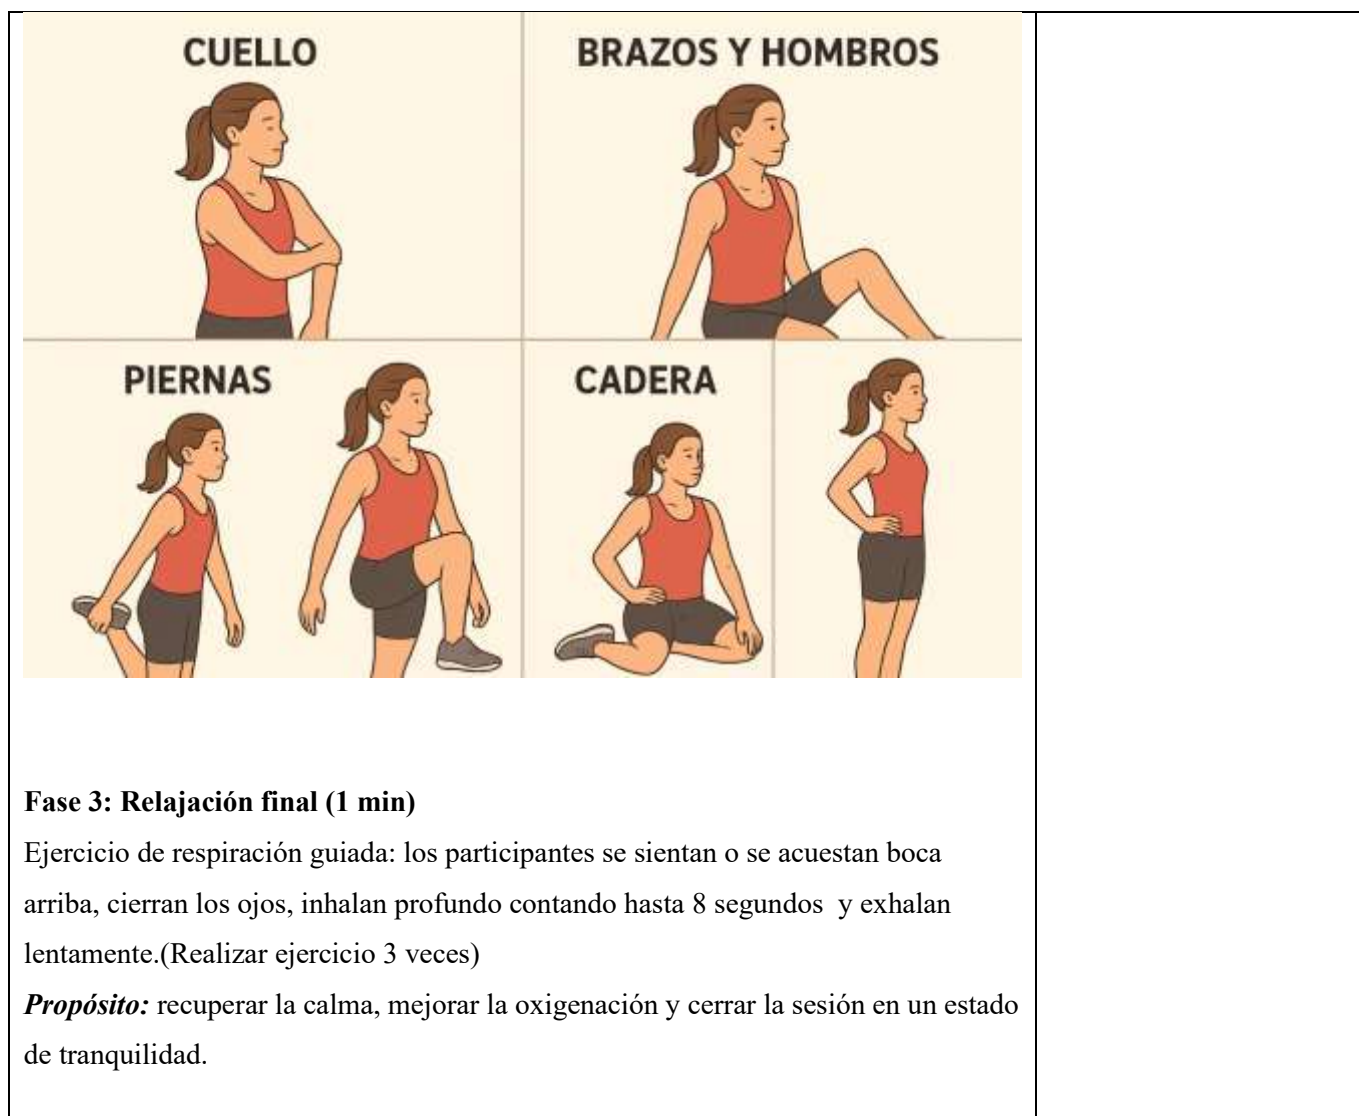 CUELLO
BRAZOS Y HOMBROS
PIERNAS
CADERA
Fase 3: Relajación final (1 min)
Ejercicio de respiración guiada: los participantes se sientan o se acuestan boca
arriba, cierran los ojos, inhalan profundo contando hasta 8 segundos  y exhalan
lentamente.(Realizar ejercicio 3 veces)
Propósito: recuperar la calma, mejorar la oxigenación y cerrar la sesión en un estado
de tranquilidad.